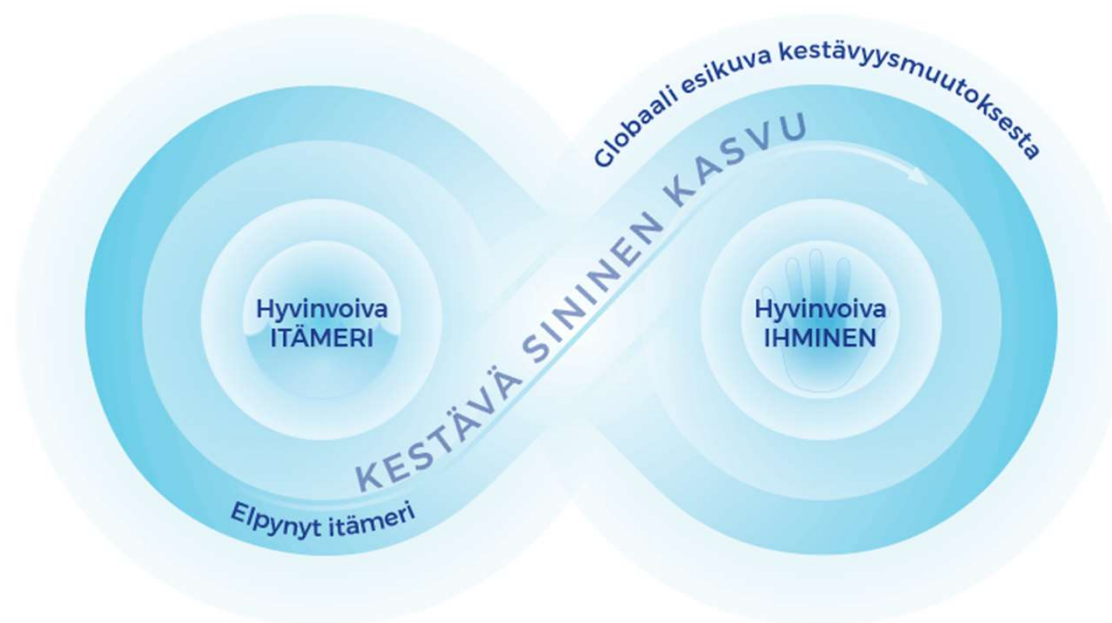 Globaali esikuva kestävyysmuutoksesta
KESTÄVÄ SININEN KASVU
Hyvinvoiva
ITÄMERI
Hyvinvoiva
IHMINEN
Elpynyt itämeri